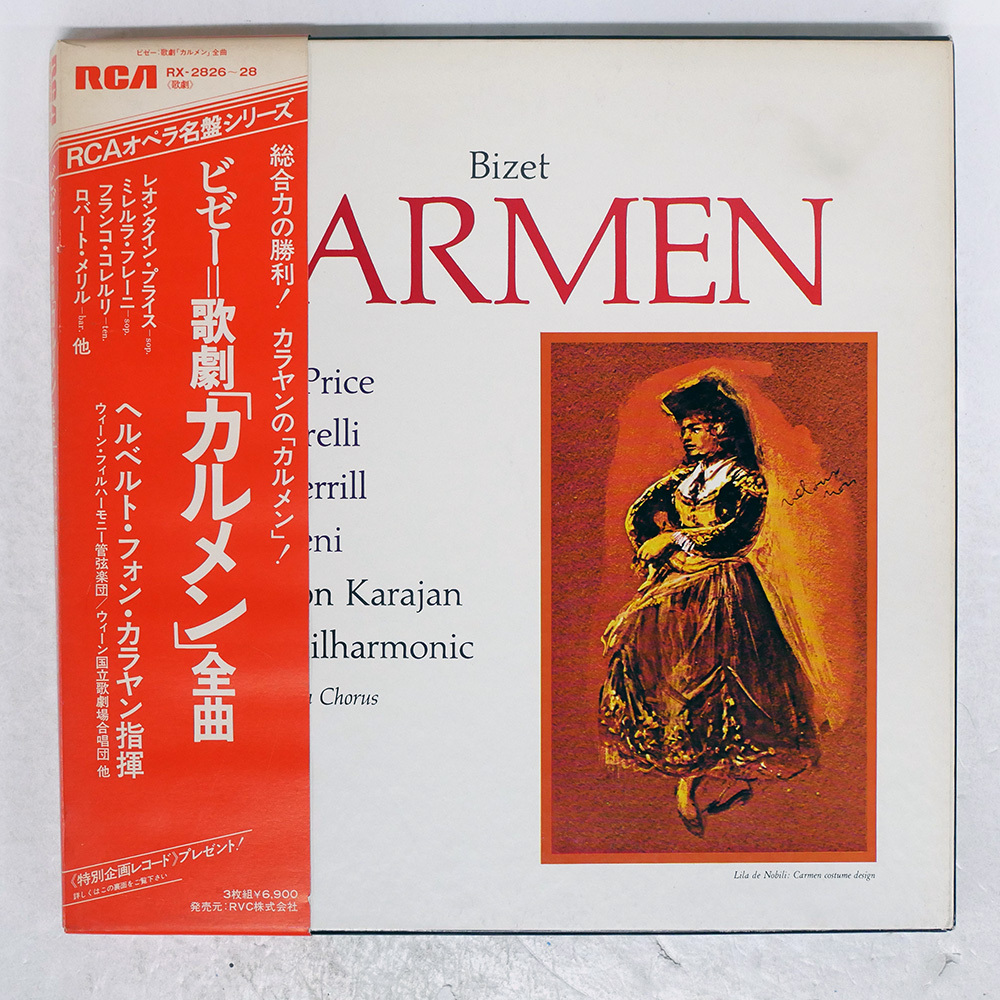 ビゼー:歌劇「カルメン」全曲
RCA RX-2826~28
《歌劇》
RCAオペラ名盤シリーズ
総合力の勝利! カラヤンの「カルメン」!
ビゼー=歌劇「カルメン」全曲
レオンタイン・プライス—sop.
ミレルラ・フレーニ—sop.
フランコ・コレルリ—ten.
ロバート・メリル—bar. 他
ヘルベルト・フォン・カラヤン指揮
ウィーン・フィルハーモニー管弦楽団/ウィーン国立歌劇場合唱団 他
《特別企画レコード》プレゼント!
詳しくはこの裏面をご覧下さい
3枚組¥6,900
発売元:RVC株式会社
Bizet
ARMEN
Price
relli
errill
eni
on Karajan
ilharmonic
a Chorus
Lila de Nobili: Carmen costume design